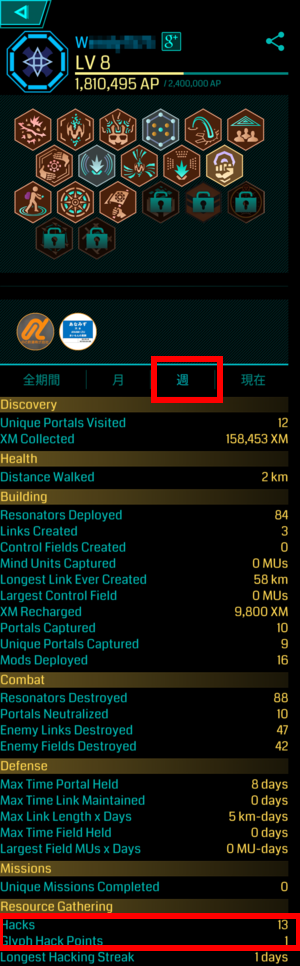 W
g+
LV 8
1,810,495 AP / 2,400,000 AP
全期間 月 週 現在
Discovery
Unique Portals Visited 12
XM Collected 158,453 XM
Health
Distance Walked 2 km
Building
Resonators Deployed 84
Links Created 3
Control Fields Created 0
Mind Units Captured 0 MUs
Longest Link Ever Created 58 km
Largest Control Field 0 MUs
XM Recharged 9,800 XM
Portals Captured 10
Unique Portals Captured 9
Mods Deployed 16
Combat
Resonators Destroyed 88
Portals Neutralized 10
Enemy Links Destroyed 47
Enemy Fields Destroyed 42
Defense
Max Time Portal Held 8 days
Max Time Link Maintained 0 days
Max Link Length x Days 5 km-days
Max Time Field Held 0 days
Largest Field MUs x Days 0 MU-days
Missions
Unique Missions Completed 0
Resource Gathering
Hacks 13
Glyph Hack Points 1
Longest Hacking Streak 1 days